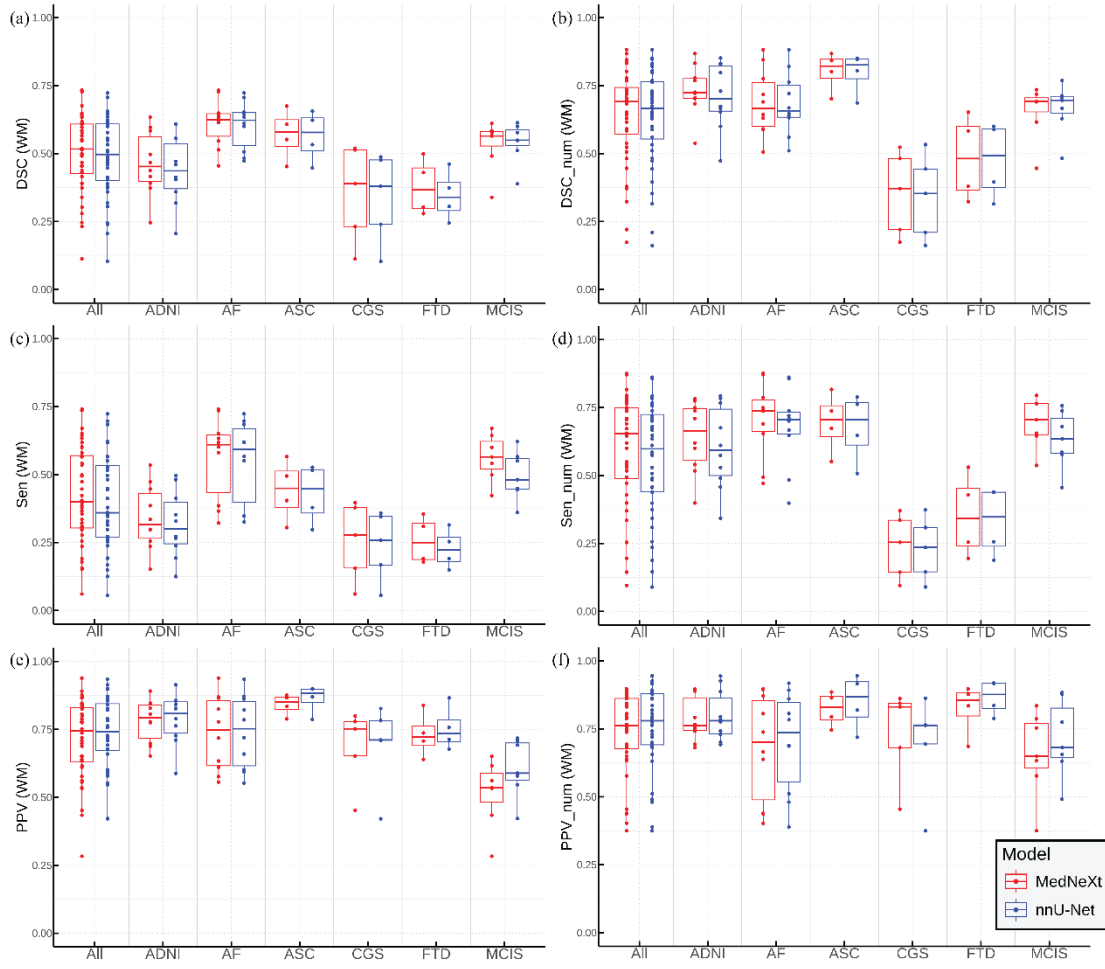 (a)
1.00
0.75
0.50
0.25
0.00
DSC (WM)
All ADNI AF ASC CGS FTD MCIS
(b)
1.00
0.75
0.50
0.25
0.00
DSC_num (WM)
All ADNI AF ASC CGS FTD MCIS
(c)
1.00
0.75
0.50
0.25
0.00
Sen (WM)
All ADNI AF ASC CGS FTD MCIS
(d)
1.00
0.75
0.50
0.25
0.00
Sen_num (WM)
All ADNI AF ASC CGS FTD MCIS
(e)
1.00
0.75
0.50
0.25
0.00
PPV (WM)
All ADNI AF ASC CGS FTD MCIS
(f)
1.00
0.75
0.50
0.25
0.00
PPV_num (WM)
All ADNI AF ASC CGS FTD MCIS
Model
MedNeXt
nnU-Net